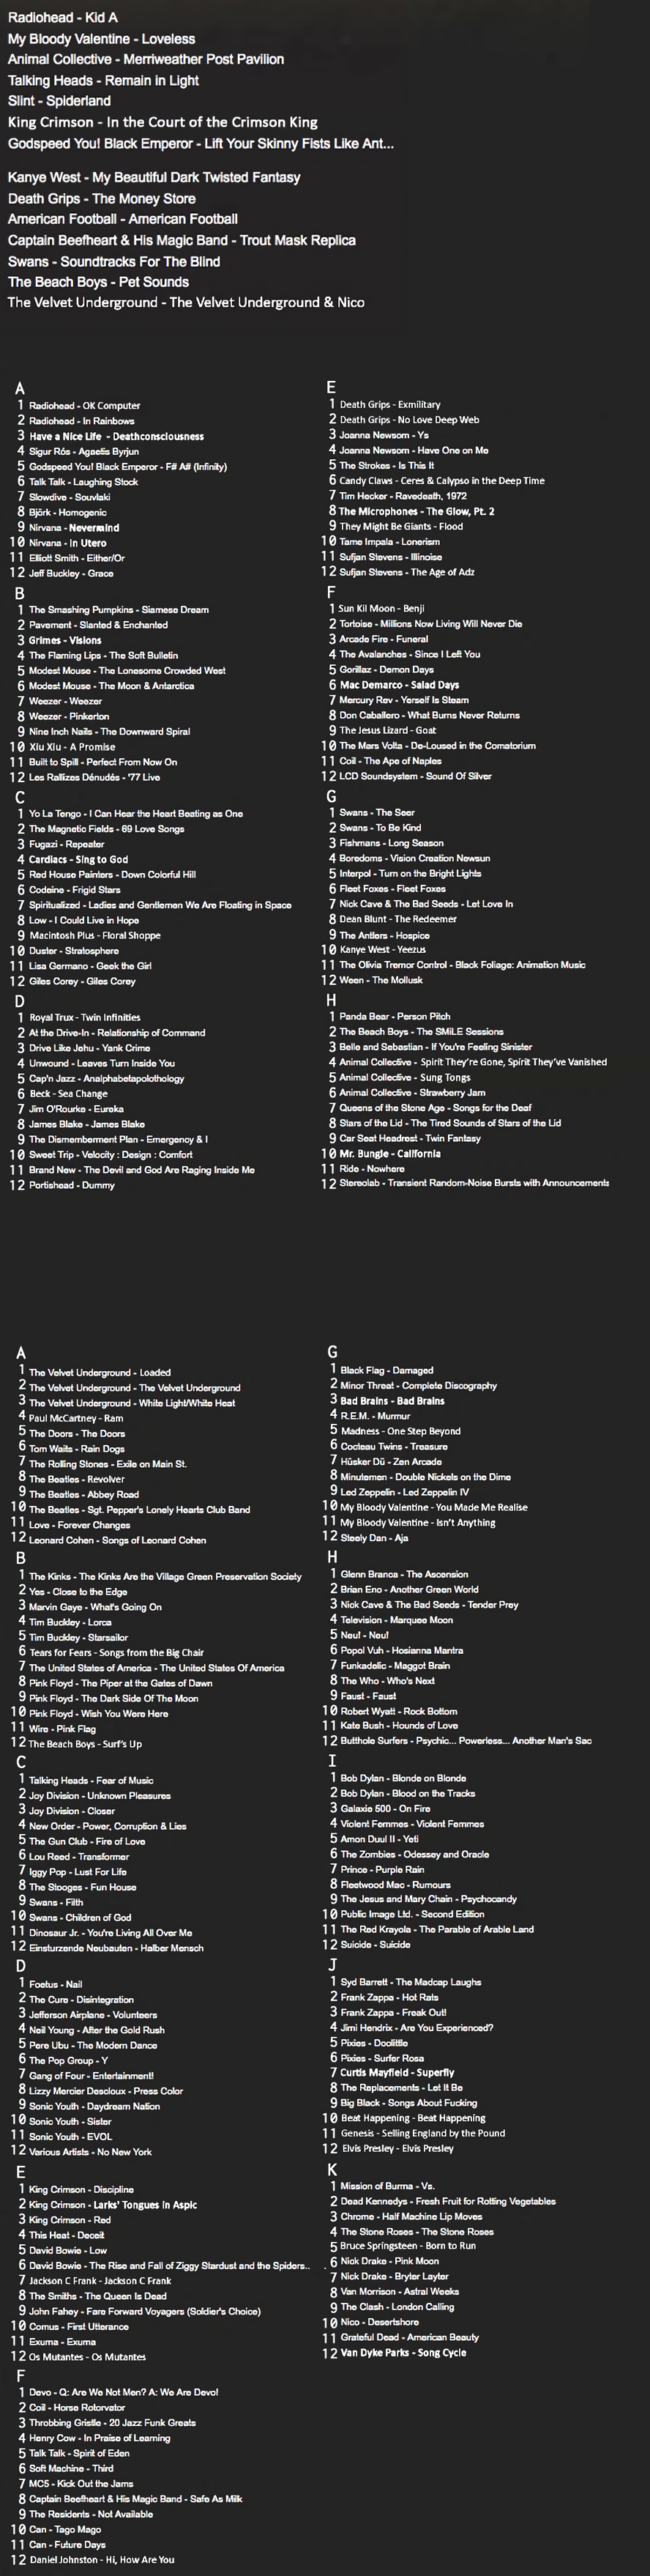 Radiohead - Kid A
My Bloody Valentine - Loveless
Animal Collective - Merriweather Post Pavilion
Talking Heads - Remain in Light
Slint - Spiderland
King Crimson - In the Court of the Crimson King
Godspeed You! Black Emperor - Lift Your Skinny Fists Like Ant...
Kanye West - My Beautiful Dark Twisted Fantasy
Death Grips - The Money Store
American Football - American Football
Captain Beefheart & His Magic Band - Trout Mask Replica
Swans - Soundtracks For The Blind
The Beach Boys - Pet Sounds
The Velvet Underground - The Velvet Underground & Nico
A
1 Radiohead - OK Computer
2 Radiohead - In Rainbows
3 Have a Nice Life - Deathconsciousness
4 Sigur Rós - Agaetis Byrjun
5 Godspeed You! Black Emperor - F# A# (Infinity)
6 Talk Talk - Laughing Stock
7 Slowdive - Souvlaki
8 Björk - Homogenic
9 Nirvana - Nevermind
10 Nirvana - In Utero
11 Elliott Smith - Either/Or
12 Jeff Buckley - Grace
B
1 The Smashing Pumpkins - Siamese Dream
2 Pavement - Slanted & Enchanted
3 Grimes - Visions
4 The Flaming Lips - The Soft Bulletin
5 Modest Mouse - The Lonesome Crowded West
6 Modest Mouse - The Moon & Antarctica
7 Weezer - Weezer
8 Weezer - Pinkerton
9 Nine Inch Nails - The Downward Spiral
10 Xiu Xiu - A Promise
11 Built to Spill - Perfect From Now On
12 Les Rallizes Dénudés - '77 Live
C
1 Yo La Tengo - I Can Hear the Heart Beating as One
2 The Magnetic Fields - 69 Love Songs
3 Fugazi - Repeater
4 Cardiacs - Sing to God
5 Red House Painters - Down Colorful Hill
6 Codeine - Frigid Stars
7 Spiritualized - Ladies and Gentlemen We Are Floating in Space
8 Low - I Could Live in Hope
9 Macintosh Plus - Floral Shoppe
10 Duster - Stratosphere
11 Lisa Germano - Geek the Girl
12 Giles Corey - Giles Corey
D
1 Royal Trux - Twin Infinities
2 At the Drive-In - Relationship of Command
3 Drive Like Jehu - Yank Crime
4 Unwound - Leaves Turn Inside You
5 Cap'n Jazz - Analphabetapolothology
6 Beck - Sea Change
7 Jim O'Rourke - Eureka
8 James Blake - James Blake
9 The Dismemberment Plan - Emergency & I
10 Sweet Trip - Velocity : Design : Comfort
11 Brand New - The Devil and God Are Raging Inside Me
12 Portishead - Dummy
E
1 Death Grips - Exmilitary
2 Death Grips - No Love Deep Web
3 Joanna Newsom - Ys
4 Joanna Newsom - Have One on Me
5 The Strokes - Is This It
6 Candy Claws - Ceres & Calypso in the Deep Time
7 Tim Hecker - Ravedeath, 1972
8 The Microphones - The Glow, Pt. 2
9 They Might Be Giants - Flood
10 Tame Impala - Lonerism
11 Sufjan Stevens - Illinoise
12 Sufjan Stevens - The Age of Adz
F
1 Sun Kil Moon - Benji
2 Tortoise - Millions Now Living Will Never Die
3 Arcade Fire - Funeral
4 The Avalanches - Since I Left You
5 Gorillaz - Demon Days
6 Mac Demarco - Salad Days
7 Mercury Rev - Yerself Is Steam
8 Don Caballero - What Burns Never Returns
9 The Jesus Lizard - Goat
10 The Mars Volta - De-Loused in the Comatorium
11 Coil - The Ape of Naples
12 LCD Soundsystem - Sound Of Silver
G
1 Swans - The Seer
2 Swans - To Be Kind
3 Fishmans - Long Season
4 Boredoms - Vision Creation Newsun
5 Interpol - Turn on the Bright Lights
6 Fleet Foxes - Fleet Foxes
7 Nick Cave & The Bad Seeds - Let Love In
8 Dean Blunt - The Redeemer
9 The Antlers - Hospice
10 Kanye West - Yeezus
11 The Olivia Tremor Control - Black Foliage: Animation Music
12 Ween - The Mollusk
H
1 Panda Bear - Person Pitch
2 The Beach Boys - The SMiLE Sessions
3 Belle and Sebastian - If You're Feeling Sinister
4 Animal Collective - Spirit They're Gone, Spirit They've Vanished
5 Animal Collective - Sung Tongs
6 Animal Collective - Strawberry Jam
7 Queens of the Stone Age - Songs for the Deaf
8 Stars of the Lid - The Tired Sounds of Stars of the Lid
9 Car Seat Headrest - Twin Fantasy
10 Mr. Bungle - California
11 Ride - Nowhere
12 Stereolab - Transient Random-Noise Bursts with Announcements
A
1 The Velvet Underground - Loaded
2 The Velvet Underground - The Velvet Underground
3 The Velvet Underground - White Light/White Heat
4 Paul McCartney - Ram
5 The Doors - The Doors
6 Tom Waits - Rain Dogs
7 The Rolling Stones - Exile on Main St.
8 The Beatles - Revolver
9 The Beatles - Abbey Road
10 The Beatles - Sgt. Pepper's Lonely Hearts Club Band
11 Love - Forever Changes
12 Leonard Cohen - Songs of Leonard Cohen
B
1 The Kinks - The Kinks Are the Village Green Preservation Society
2 Yes - Close to the Edge
3 Marvin Gaye - What's Going On
4 Tim Buckley - Lorca
5 Tim Buckley - Starsailor
6 Tears for Fears - Songs from the Big Chair
7 The United States of America - The United States Of America
8 Pink Floyd - The Piper at the Gates of Dawn
9 Pink Floyd - The Dark Side Of The Moon
10 Pink Floyd - Wish You Were Here
11 Wire - Pink Flag
12 The Beach Boys - Surf's Up
C
1 Talking Heads - Fear of Music
2 Joy Division - Unknown Pleasures
3 Joy Division - Closer
4 New Order - Power, Corruption & Lies
5 The Gun Club - Fire of Love
6 Lou Reed - Transformer
7 Iggy Pop - Lust For Life
8 The Stooges - Fun House
9 Swans - Filth
10 Swans - Children of God
11 Dinosaur Jr. - You're Living All Over Me
12 Einsturzende Neubauten - Halber Mensch
D
1 Foetus - Nail
2 The Cure - Disintegration
3 Jefferson Airplane - Volunteers
4 Neil Young - After the Gold Rush
5 Pere Ubu - The Modern Dance
6 The Pop Group - Y
7 Gang of Four - Entertainment!
8 Lizzy Mercier Descloux - Press Color
9 Sonic Youth - Daydream Nation
10 Sonic Youth - Sister
11 Sonic Youth - EVOL
12 Various Artists - No New York
E
1 King Crimson - Discipline
2 King Crimson - Larks' Tongues in Aspic
3 King Crimson - Red
4 This Heat - Deceit
5 David Bowie - Low
6 David Bowie - The Rise and Fall of Ziggy Stardust and the Spiders..
7 Jackson C Frank - Jackson C Frank
8 The Smiths - The Queen Is Dead
9 John Fahey - Fare Forward Voyagers (Soldier's Choice)
10 Comus - First Utterance
11 Exuma - Exuma
12 Os Mutantes - Os Mutantes
F
1 Devo - Q: Are We Not Men? A: We Are Devo!
2 Coil - Horse Rotorvator
3 Throbbing Gristle - 20 Jazz Funk Greats
4 Henry Cow - In Praise of Learning
5 Talk Talk - Spirit of Eden
6 Soft Machine - Third
7 MC5 - Kick Out the Jams
8 Captain Beefheart & His Magic Band - Safe As Milk
9 The Residents - Not Available
10 Can - Tago Mago
11 Can - Future Days
12 Daniel Johnston - Hi, How Are You
G
1 Black Flag - Damaged
2 Minor Threat - Complete Discography
3 Bad Brains - Bad Brains
4 R.E.M. - Murmur
5 Madness - One Step Beyond
6 Cocteau Twins - Treasure
7 Hüsker Dü - Zen Arcade
8 Minutemen - Double Nickels on the Dime
9 Led Zeppelin - Led Zeppelin IV
10 My Bloody Valentine - You Made Me Realise
11 My Bloody Valentine - Isn't Anything
12 Steely Dan - Aja
H
1 Glenn Branca - The Ascension
2 Brian Eno - Another Green World
3 Nick Cave & The Bad Seeds - Tender Prey
4 Television - Marquee Moon
5 Neu! - Neu!
6 Popol Vuh - Hosianna Mantra
7 Funkadelic - Maggot Brain
8 The Who - Who's Next
9 Faust - Faust
10 Robert Wyatt - Rock Bottom
11 Kate Bush - Hounds of Love
12 Butthole Surfers - Psychic... Powerless... Another Man's Sac
I
1 Bob Dylan - Blonde on Blonde
2 Bob Dylan - Blood on the Tracks
3 Galaxie 500 - On Fire
4 Violent Femmes - Violent Femmes
5 Amon Duul II - Yeti
6 The Zombies - Odessey and Oracle
7 Prince - Purple Rain
8 Fleetwood Mac - Rumours
9 The Jesus and Mary Chain - Psychocandy
10 Public Image Ltd. - Second Edition
11 The Red Krayola - The Parable of Arable Land
12 Suicide - Suicide
J
1 Syd Barrett - The Madcap Laughs
2 Frank Zappa - Hot Rats
3 Frank Zappa - Freak Out!
4 Jimi Hendrix - Are You Experienced?
5 Pixies - Doolittle
6 Pixies - Surfer Rosa
7 Curtis Mayfield - Superfly
8 The Replacements - Let It Be
9 Big Black - Songs About Fucking
10 Beat Happening - Beat Happening
11 Genesis - Selling England by the Pound
12 Elvis Presley - Elvis Presley
K
1 Mission of Burma - Vs.
2 Dead Kennedys - Fresh Fruit for Rotting Vegetables
3 Chrome - Half Machine Lip Moves
4 The Stone Roses - The Stone Roses
5 Bruce Springsteen - Born to Run
6 Nick Drake - Pink Moon
7 Nick Drake - Bryter Layter
8 Van Morrison - Astral Weeks
9 The Clash - London Calling
10 Nico - Desertshore
11 Grateful Dead - American Beauty
12 Van Dyke Parks - Song Cycle